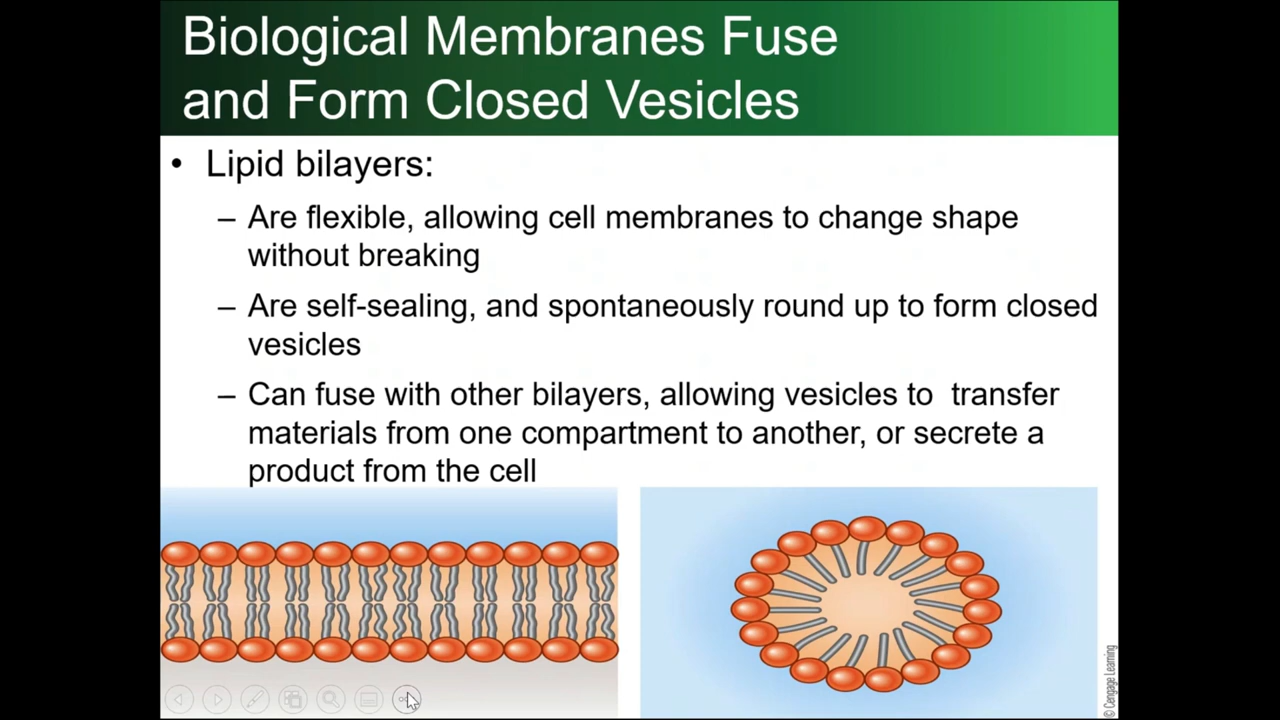 Biological Membranes Fuse
and Form Closed Vesicles
• Lipid bilayers:
– Are flexible, allowing cell membranes to change shape
without breaking
– Are self-sealing, and spontaneously round up to form closed
vesicles
– Can fuse with other bilayers, allowing vesicles to  transfer
materials from one compartment to another, or secrete a
product from the cell
© Cengage Learning